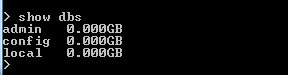 > show dbs
admin   0.000GB
config  0.000GB
local   0.000GB
>